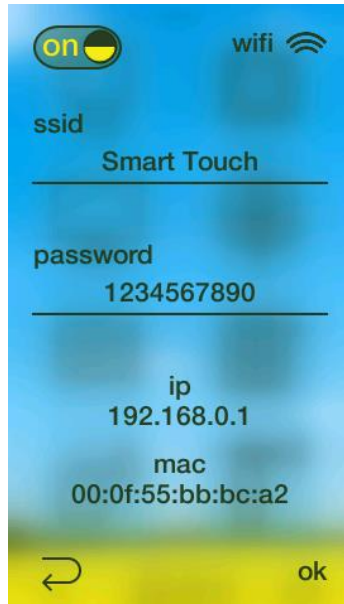 on
wifi
ssid
Smart Touch
password
1234567890
ip
192.168.0.1
mac
00:0f:55:bb:bc:a2
ok